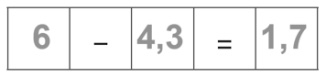 6 – 4,3 = 1,7